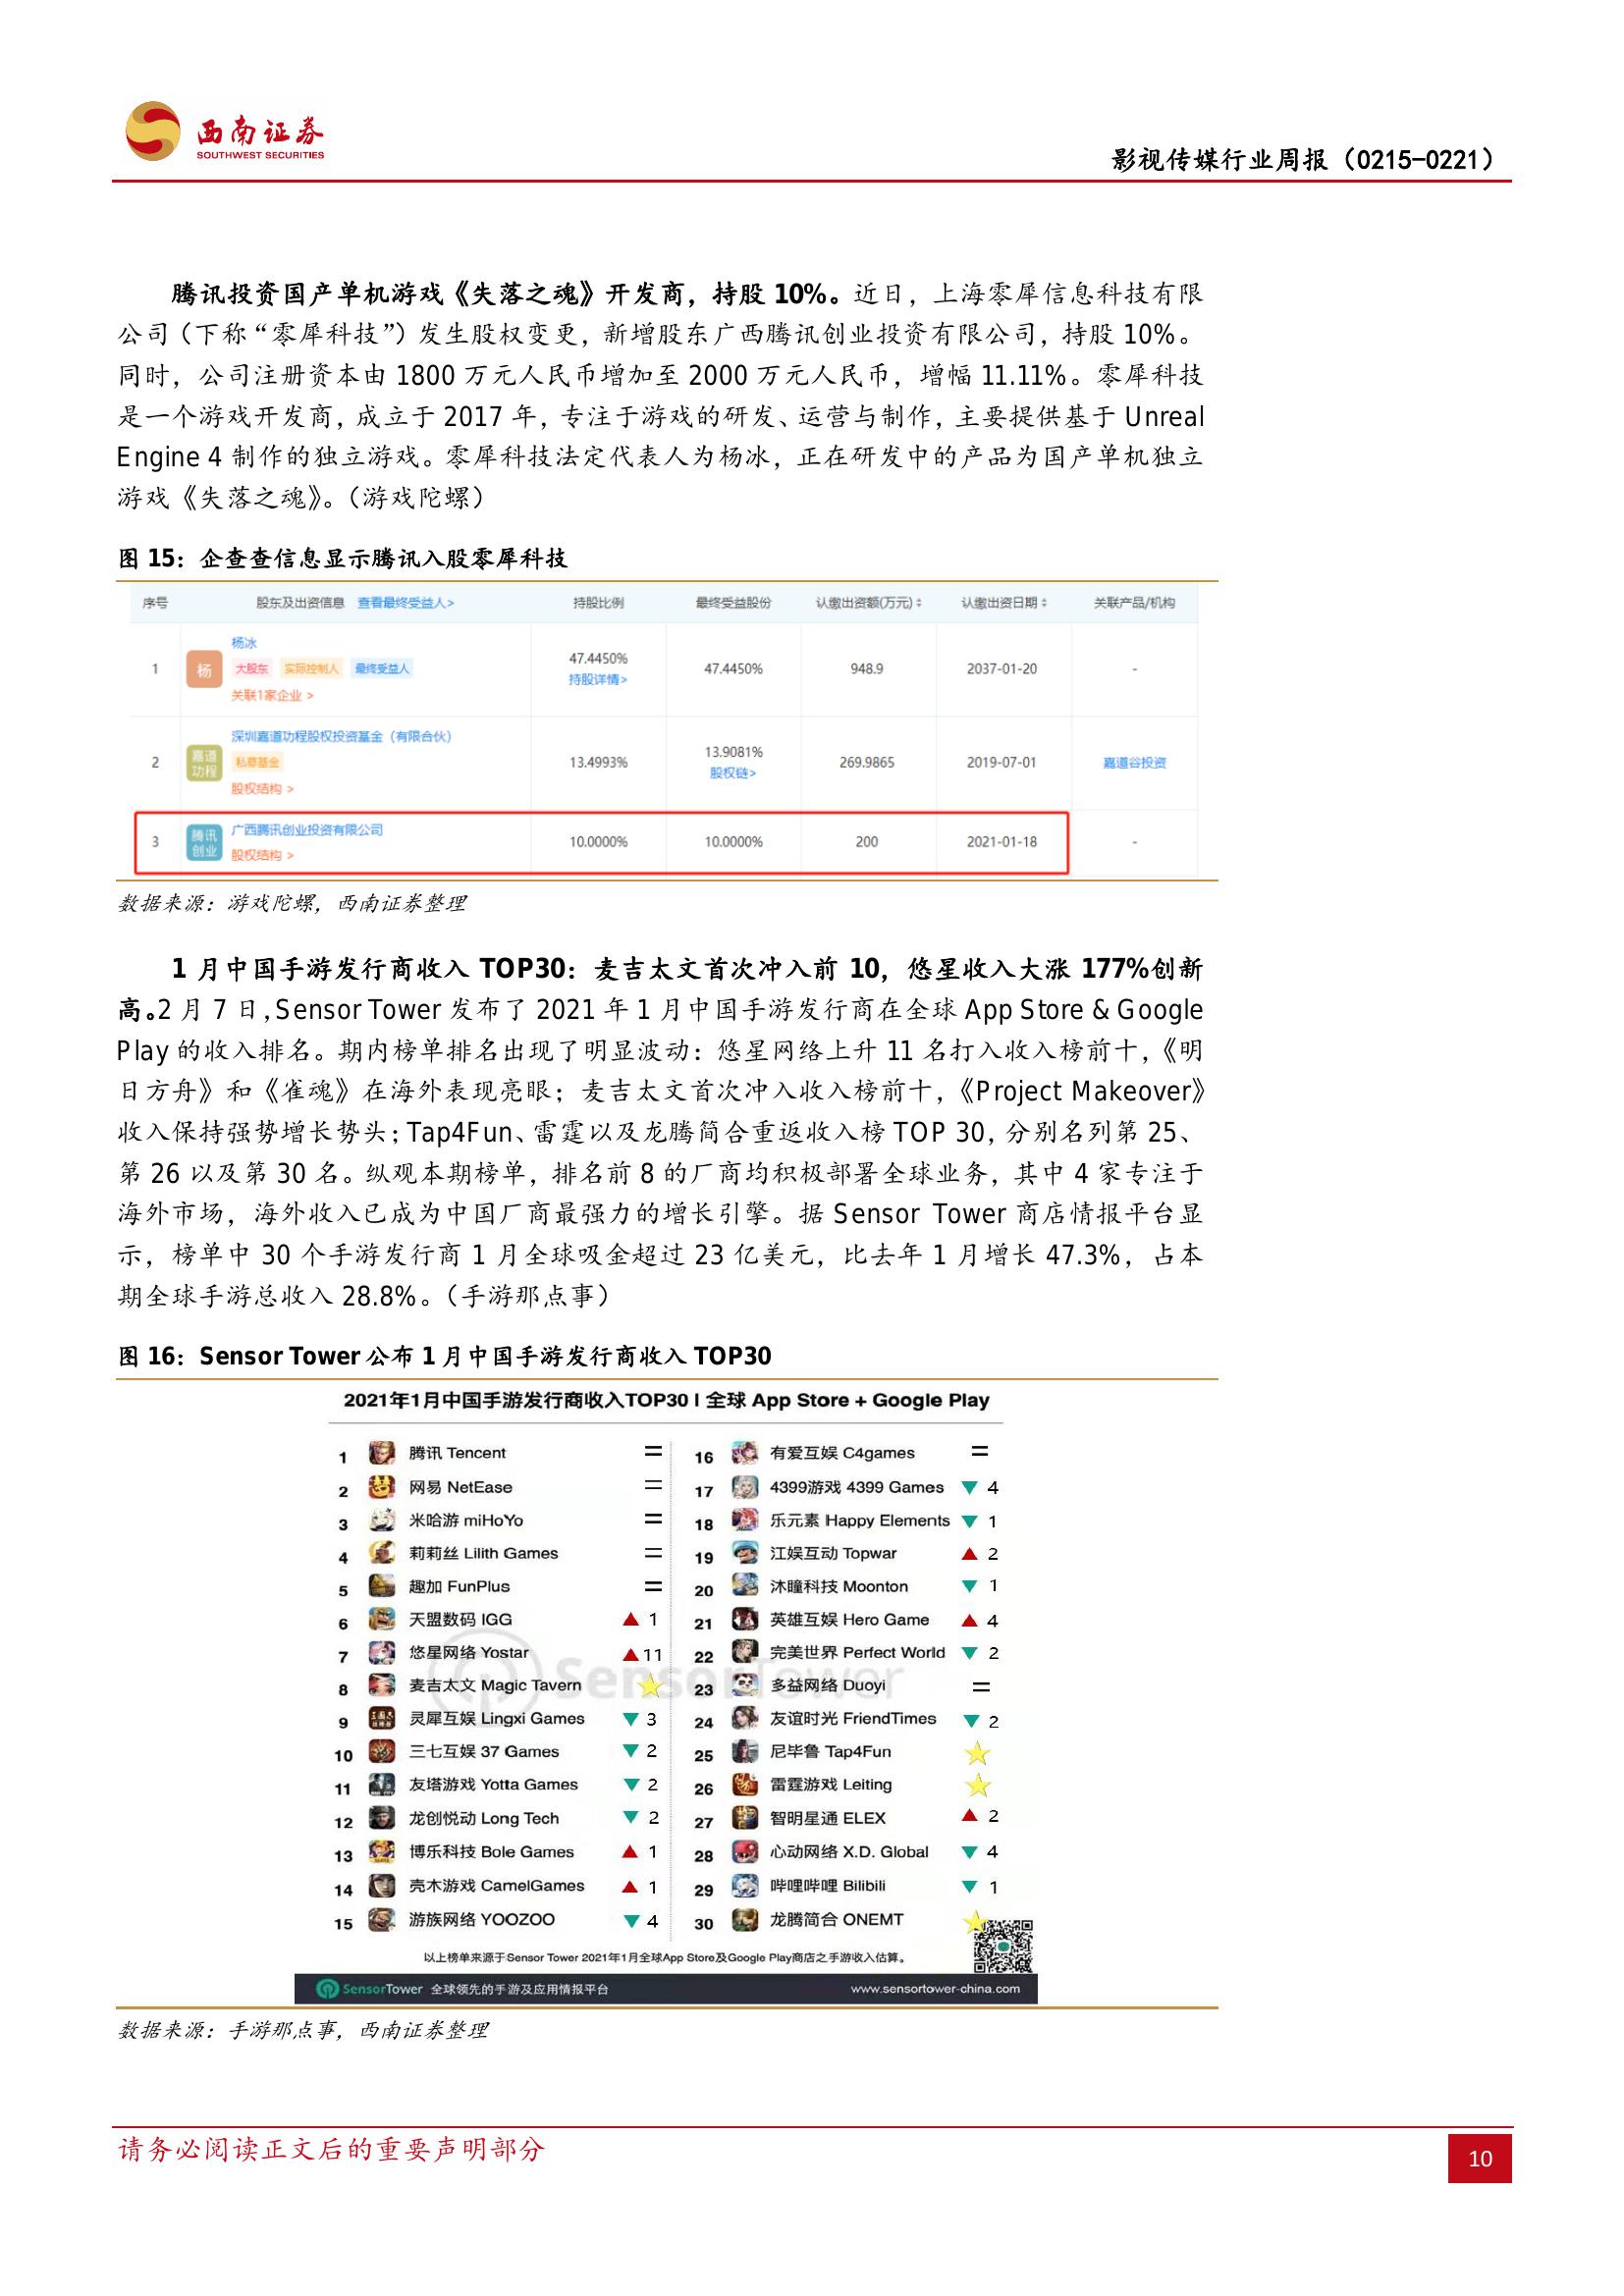 西南证券
SOUTHWEST SECURITIES
影视传媒行业周报（0215-0221）
腾讯投资国产单机游戏《失落之魂》开发商，持股 10%。近日，上海零犀信息科技有限
公司（下称“零犀科技”）发生股权变更，新增股东广西腾讯创业投资有限公司，持股 10%。
同时，公司注册资本由 1800 万元人民币增加至 2000 万元人民币，增幅 11.11%。零犀科技
是一个游戏开发商，成立于 2017 年，专注于游戏的研发、运营与制作，主要提供基于 Unreal
Engine 4 制作的独立游戏。零犀科技法定代表人为杨冰，正在研发中的产品为国产单机独立
游戏《失落之魂》。（游戏陀螺）
图 15：企查查信息显示腾讯入股零犀科技
序号 股东及出资信息 查看最终受益人> 持股比例 最终受益股份 认缴出资额(万元) 认缴出资日期 关联产品/机构
1 杨 杨冰 大股东 实际控制人 最终受益人 关联1家企业 > 47.4450% 持股详情> 47.4450% 948.9 2037-01-20 -
2 嘉道功程 深圳嘉道功程股权投资基金（有限合伙） 私募基金 股权结构 > 13.4993% 13.9081% 股权链> 269.9865 2019-07-01 嘉道谷投资
3 腾讯创业 广西腾讯创业投资有限公司 股权结构 > 10.0000% 10.0000% 200 2021-01-18 -
数据来源：游戏陀螺，西南证券整理
1 月中国手游发行商收入 TOP30：麦吉太文首次冲入前 10，悠星收入大涨 177%创新
高。2 月 7 日，Sensor Tower 发布了 2021 年 1 月中国手游发行商在全球 App Store & Google
Play 的收入排名。期内榜单排名出现了明显波动：悠星网络上升 11 名打入收入榜前十，《明
日方舟》和《雀魂》在海外表现亮眼；麦吉太文首次冲入收入榜前十，《Project Makeover》
收入保持强势增长势头；Tap4Fun、雷霆以及龙腾简合重返收入榜 TOP 30，分别名列第 25、
第 26 以及第 30 名。纵观本期榜单，排名前 8 的厂商均积极部署全球业务，其中 4 家专注于
海外市场，海外收入已成为中国厂商最强力的增长引擎。据 Sensor Tower 商店情报平台显
示，榜单中 30 个手游发行商 1 月全球吸金超过 23 亿美元，比去年 1 月增长 47.3%，占本
期全球手游总收入 28.8%。（手游那点事）
图 16：Sensor Tower 公布 1 月中国手游发行商收入 TOP30
2021年1月中国手游发行商收入TOP30 I 全球 App Store + Google Play
1 腾讯 Tencent =
2 网易 NetEase =
3 米哈游 miHoYo =
4 莉莉丝 Lilith Games =
5 趣加 FunPlus =
6 天盟数码 IGG ▲ 1
7 悠星网络 Yostar ▲ 11
8 麦吉太文 Magic Tavern
9 灵犀互娱 Lingxi Games ▼ 3
10 三七互娱 37 Games ▼ 2
11 友塔游戏 Yotta Games ▼ 2
12 龙创悦动 Long Tech ▼ 2
13 博乐科技 Bole Games ▲ 1
14 壳木游戏 CamelGames ▲ 1
15 游族网络 YOOZOO ▼ 4
16 有爱互娱 C4games =
17 4399游戏 4399 Games ▼ 4
18 乐元素 Happy Elements ▼ 1
19 江娱互动 Topwar ▲ 2
20 沐瞳科技 Moonton ▼ 1
21 英雄互娱 Hero Game ▲ 4
22 完美世界 Perfect World ▼ 2
23 多益网络 Duoyi =
24 友谊时光 FriendTimes ▼ 2
25 尼毕鲁 Tap4Fun
26 雷霆游戏 Leiting
27 智明星通 ELEX ▲ 2
28 心动网络 X.D. Global ▼ 4
29 哔哩哔哩 Bilibili ▼ 1
30 龙腾简合 ONEMT
SensorTower
以上榜单来源于Sensor Tower 2021年1月全球App Store及Google Play商店之手游收入估算。
SensorTower 全球领先的手游及应用情报平台 www.sensortower-china.com
数据来源：手游那点事，西南证券整理
请务必阅读正文后的重要声明部分
10